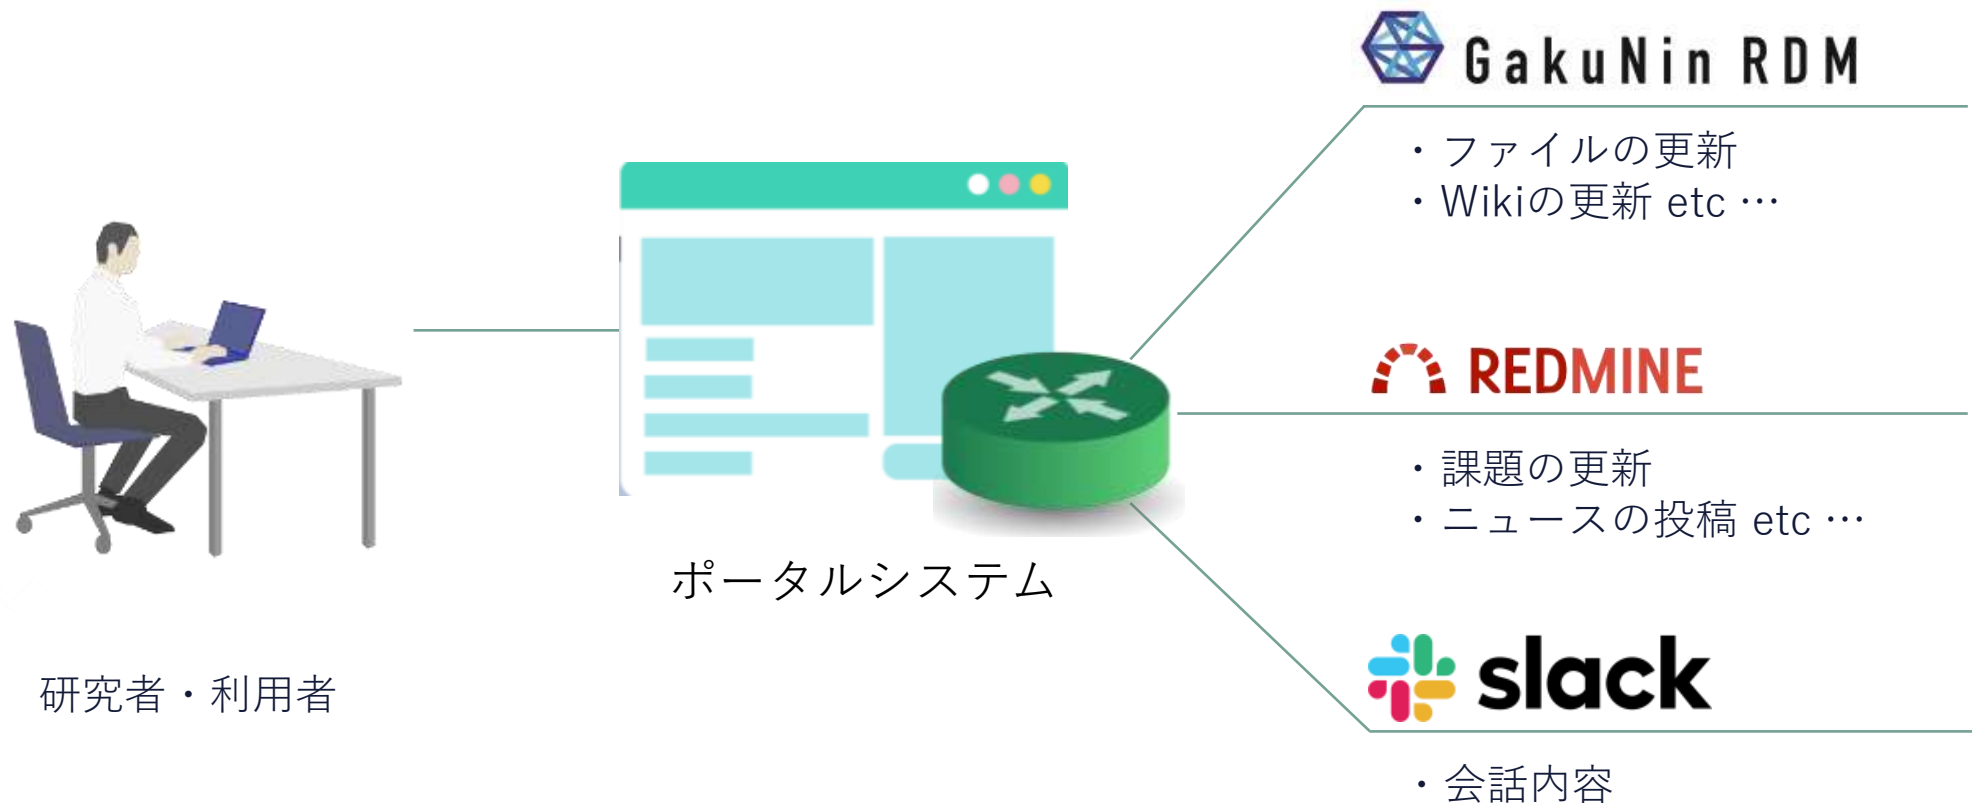 GakuNin RDM
・ファイルの更新
・Wikiの更新 etc …
REDMINE
・課題の更新
・ニュースの投稿 etc …
ポータルシステム
slack
研究者・利用者
・会話内容